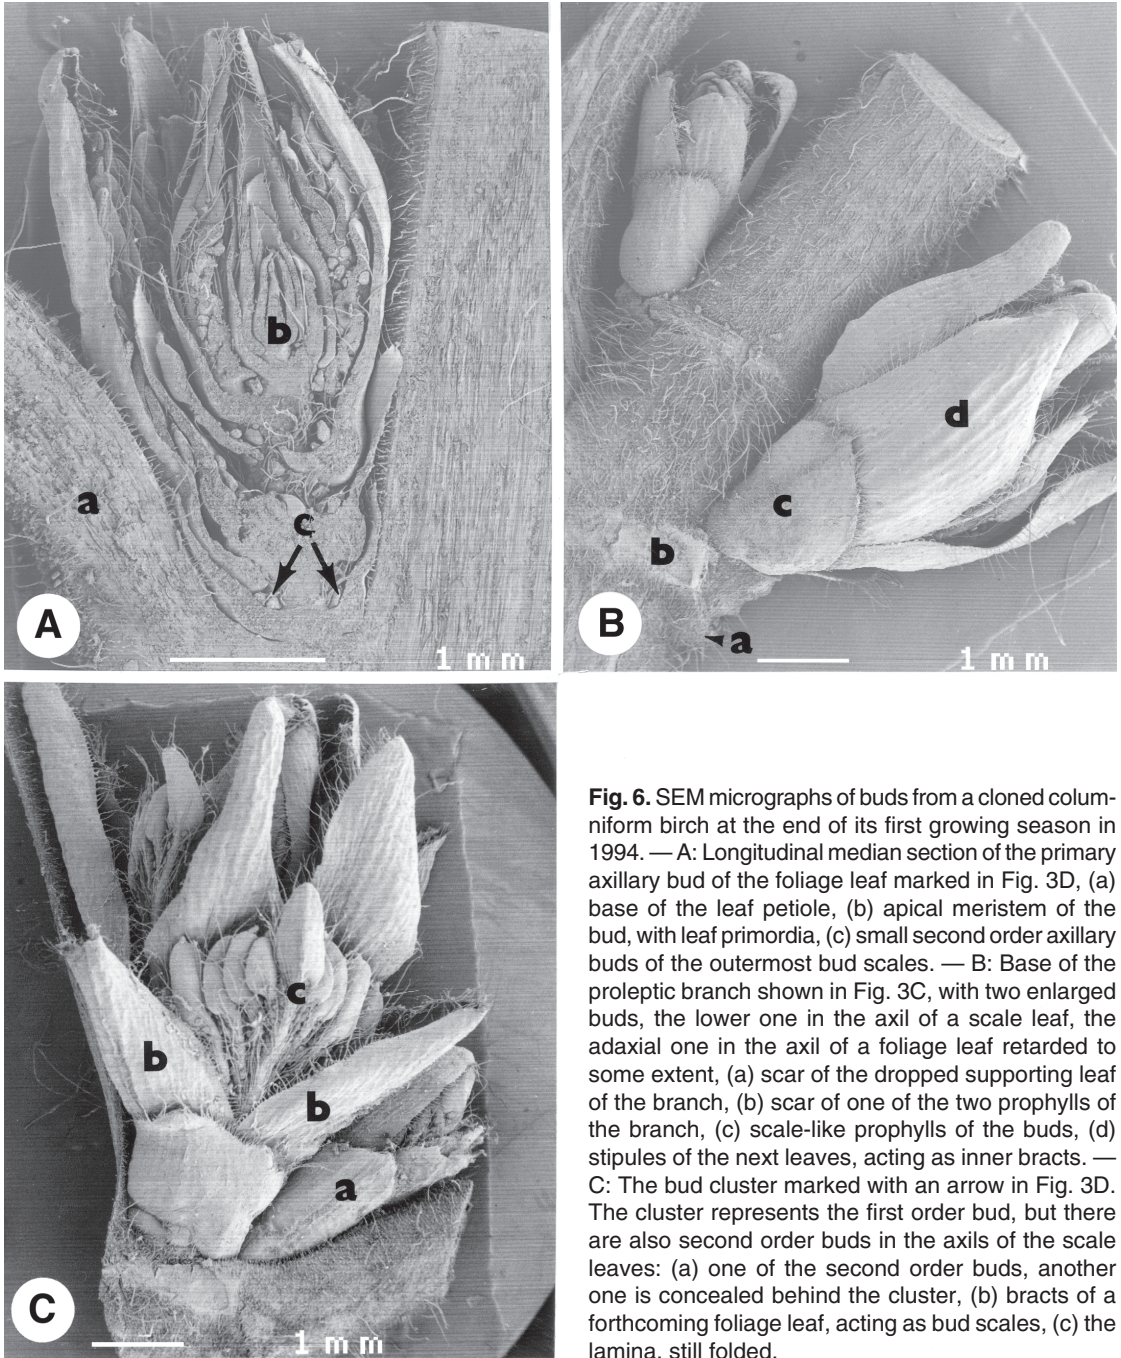 b
a
c
A
1 mm
d
c
b
a
B
1 mm
c
b
b
a
C
1 mm
Fig. 6. SEM micrographs of buds from a cloned colum-
niform birch at the end of its first growing season in
1994. — A: Longitudinal median section of the primary
axillary bud of the foliage leaf marked in Fig. 3D, (a)
base of the leaf petiole, (b) apical meristem of the
bud, with leaf primordia, (c) small second order axillary
buds of the outermost bud scales. — B: Base of the
proleptic branch shown in Fig. 3C, with two enlarged
buds, the lower one in the axil of a scale leaf, the
adaxial one in the axil of a foliage leaf retarded to
some extent, (a) scar of the dropped supporting leaf
of the branch, (b) scar of one of the two prophylls of
the branch, (c) scale-like prophylls of the buds, (d)
stipules of the next leaves, acting as inner bracts. —
C: The bud cluster marked with an arrow in Fig. 3D.
The cluster represents the first order bud, but there
are also second order buds in the axils of the scale
leaves: (a) one of the second order buds, another
one is concealed behind the cluster, (b) bracts of a
forthcoming foliage leaf, acting as bud scales, (c) the
lamina, still folded.